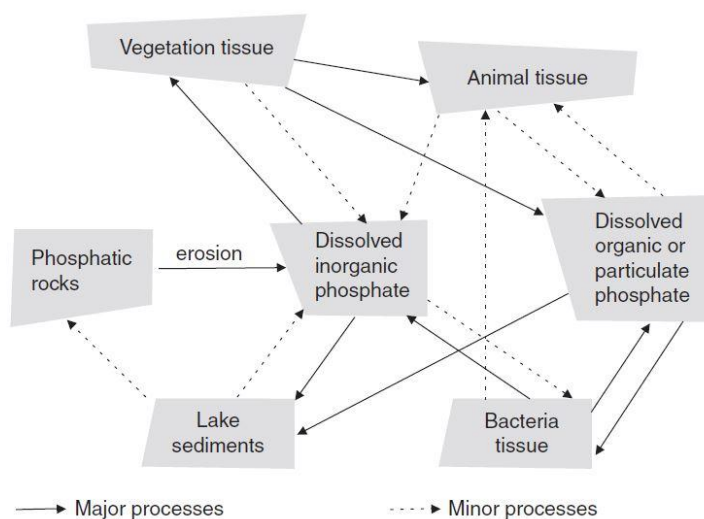 Vegetation tissue
Animal tissue
Phosphatic
rocks
erosion
Dissolved
inorganic
phosphate
Dissolved
organic or
particulate
phosphate
Lake
sediments
Bacteria
tissue
Major processes
Minor processes